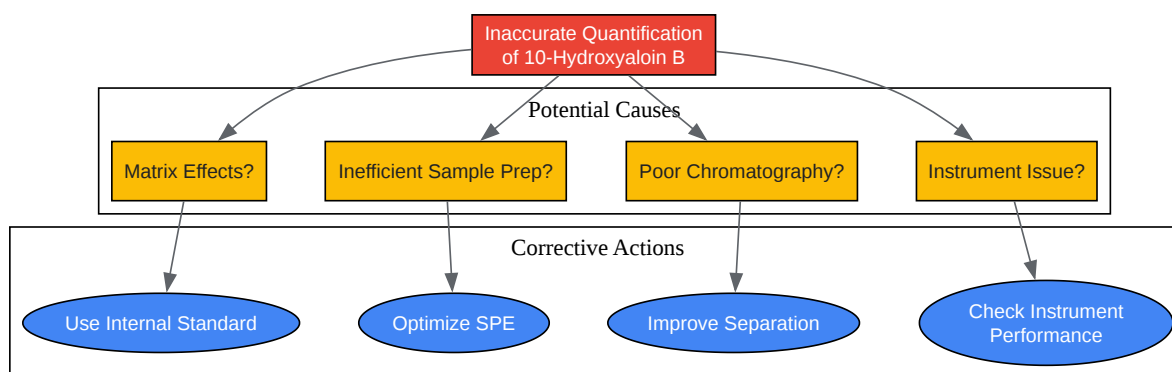 Inaccurate Quantification
of 10-Hydroxyaloin B
Potential Causes
Matrix Effects?
Inefficient Sample Prep?
Poor Chromatography?
Instrument Issue?
Corrective Actions
Use Internal Standard
Optimize SPE
Improve Separation
Check Instrument
Performance